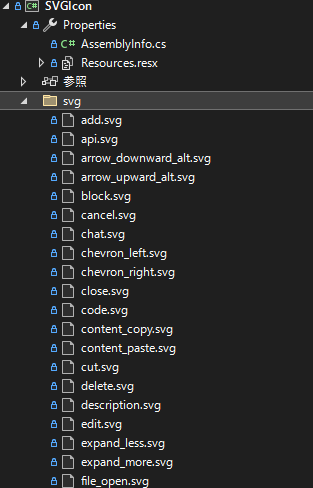 SVGIcon
Properties
AssemblyInfo.cs
Resources.resx
参照
svg
add.svg
api.svg
arrow_downward_alt.svg
arrow_upward_alt.svg
block.svg
cancel.svg
chat.svg
chevron_left.svg
chevron_right.svg
close.svg
code.svg
content_copy.svg
content_paste.svg
cut.svg
delete.svg
description.svg
edit.svg
expand_less.svg
expand_more.svg
file_open.svg